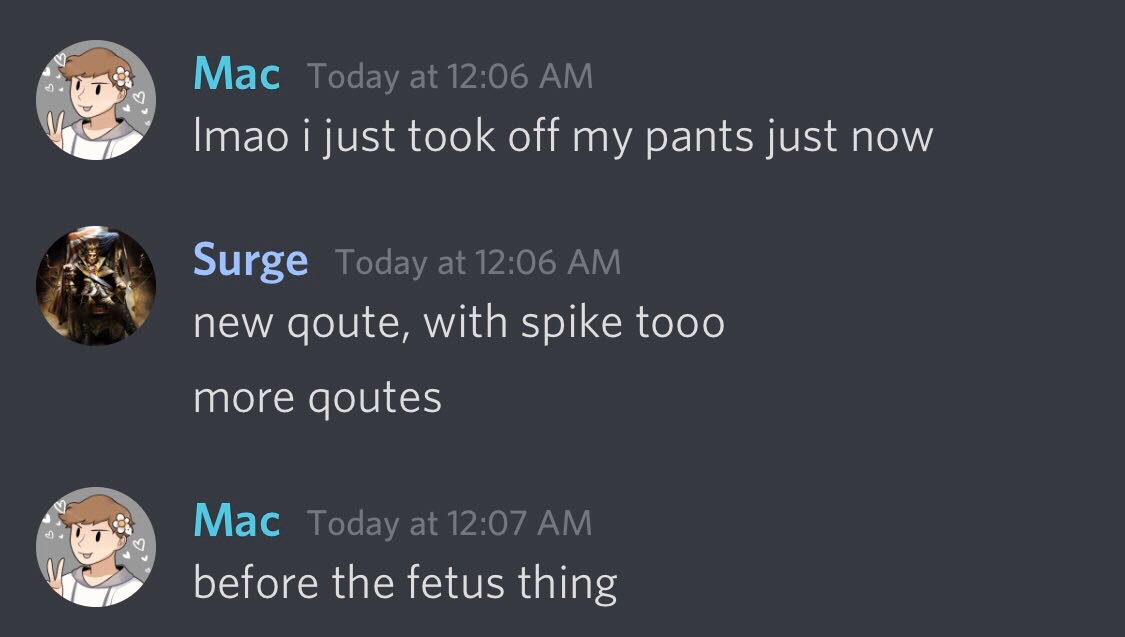 Mac Today at 12:06 AM
lmao i just took off my pants just now
Surge Today at 12:06 AM
new qoute, with spike tooo
more qoutes
Mac Today at 12:07 AM
before the fetus thing